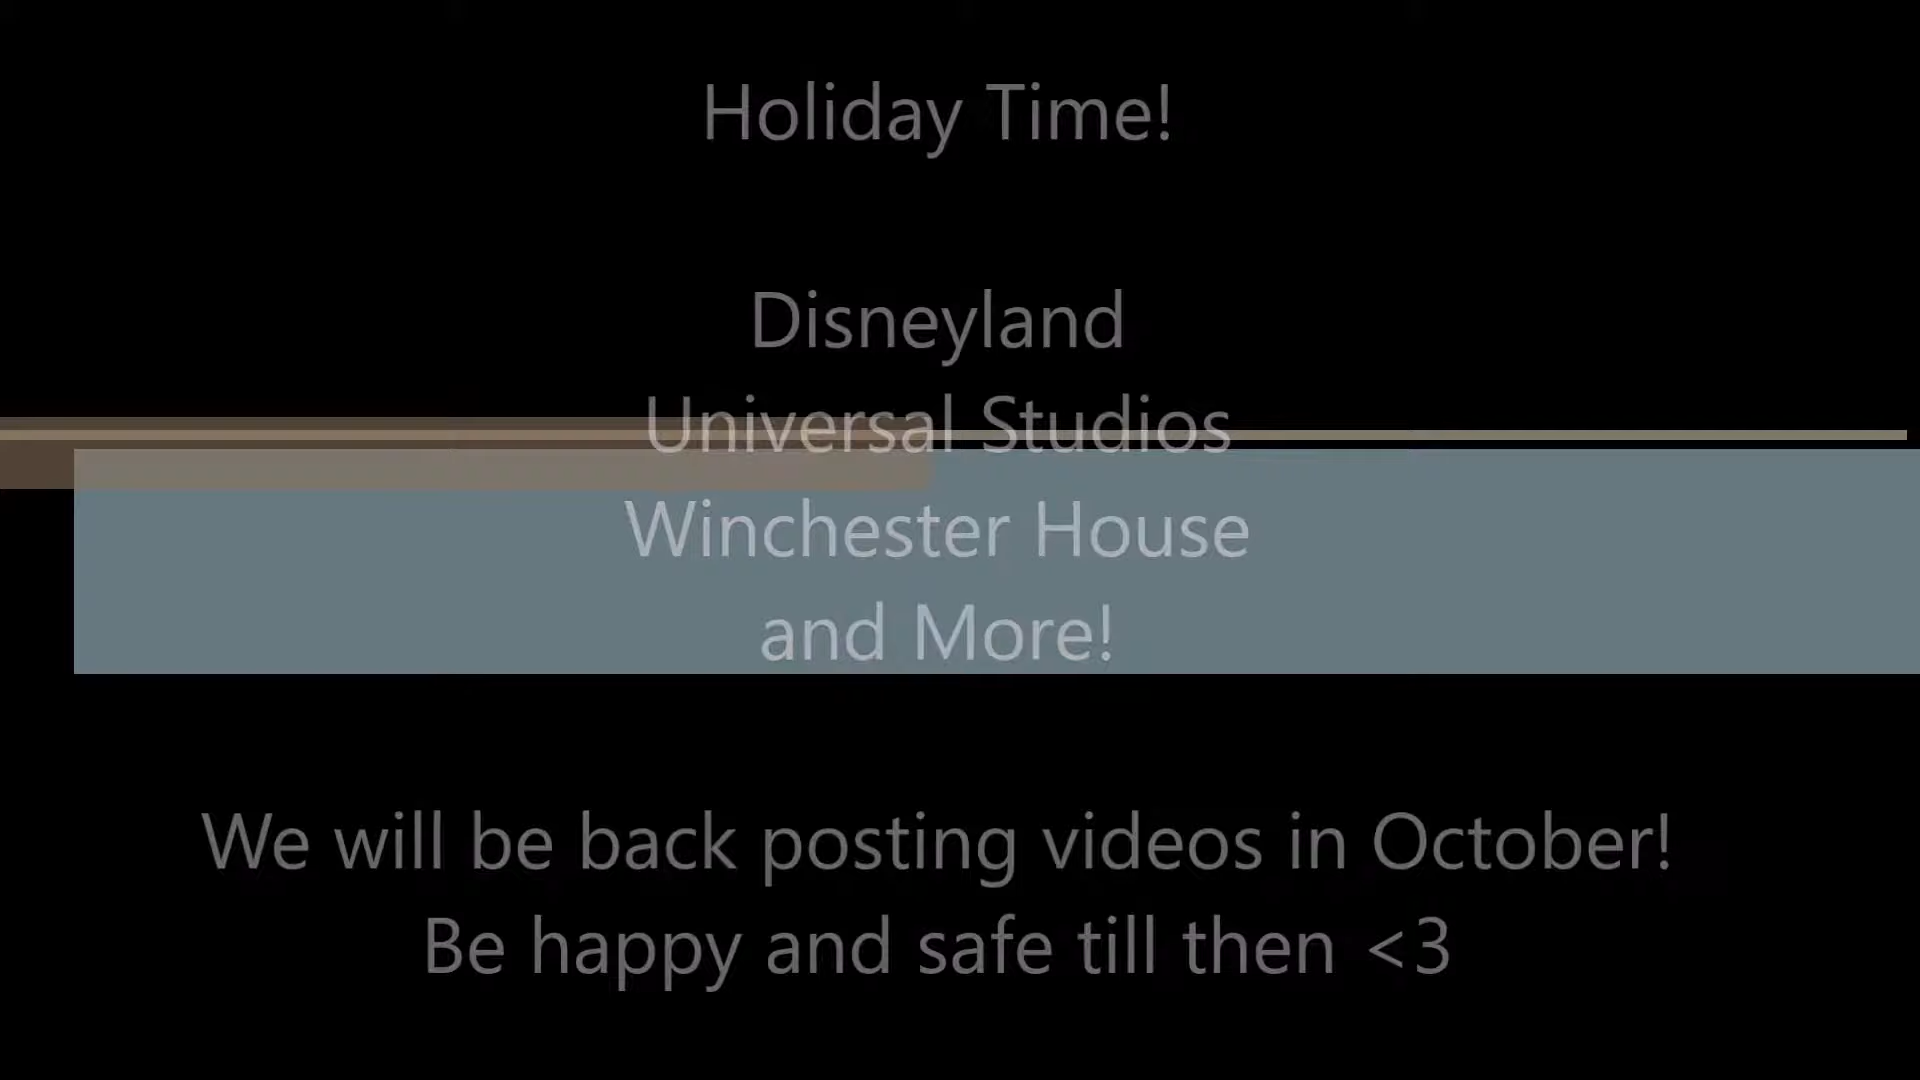 Holiday Time!
Disneyland
Universal Studios
Winchester House
and More!
We will be back posting videos in October!
Be happy and safe till then <3